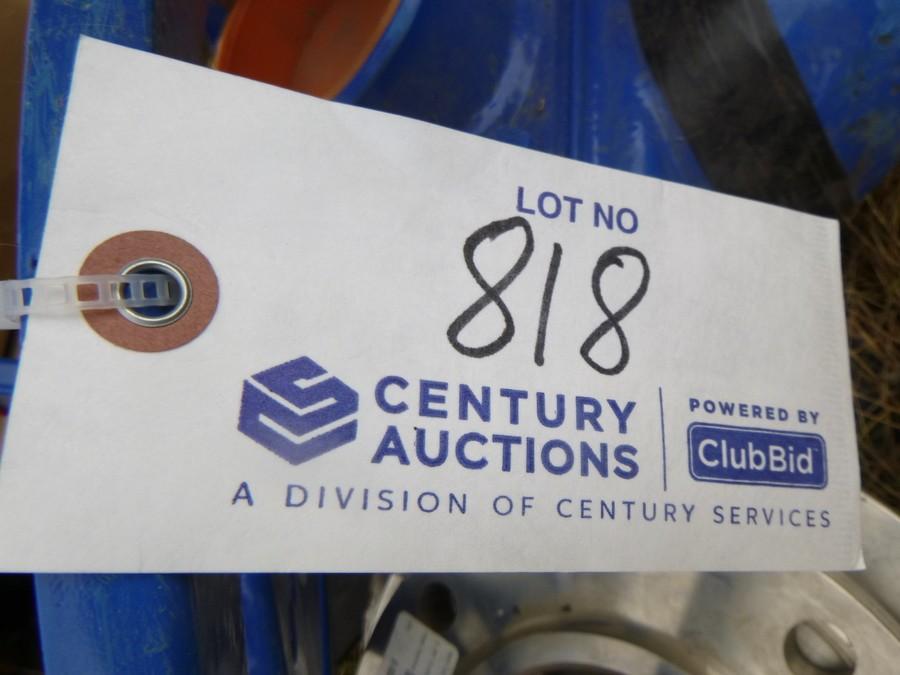 LOT NO
818
CENTURY
AUCTIONS
POWERED BY
ClubBid
A DIVISION OF CENTURY SERVICES